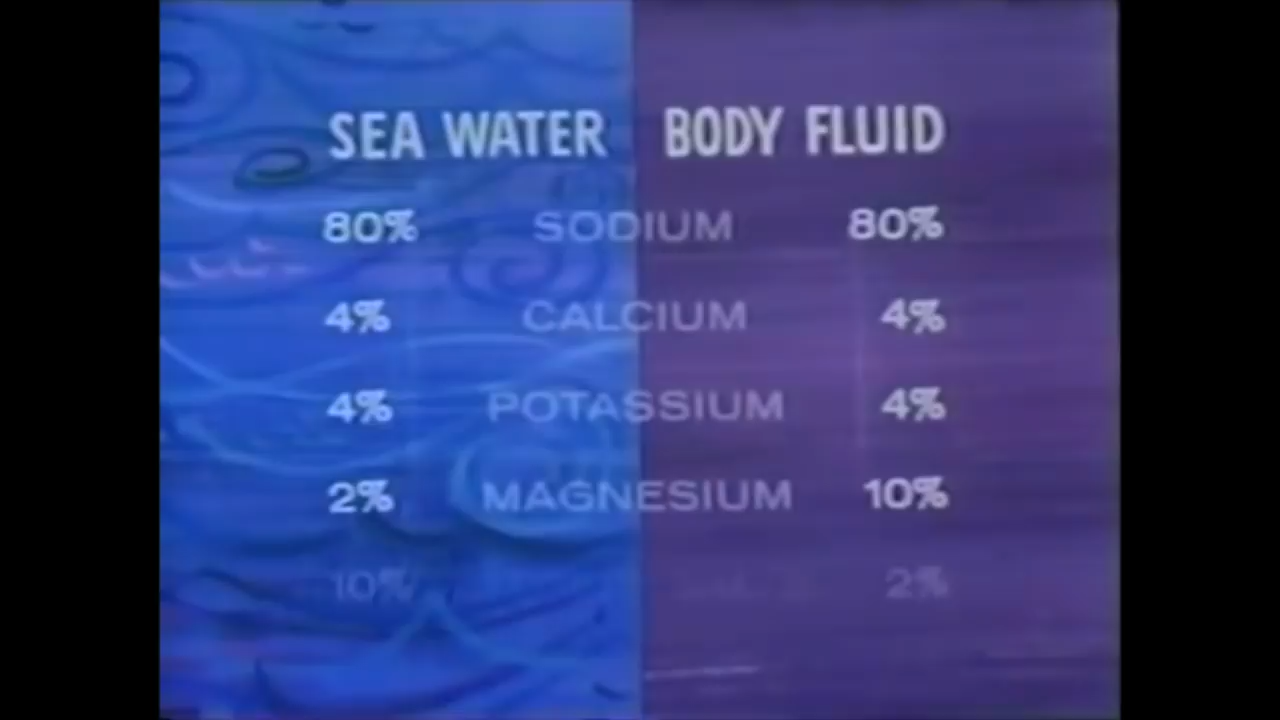 SEA WATER BODY FLUID
80% SODIUM 80%
4% CALCIUM 4%
4% POTASSIUM 4%
2% MAGNESIUM 10%
10% 2%